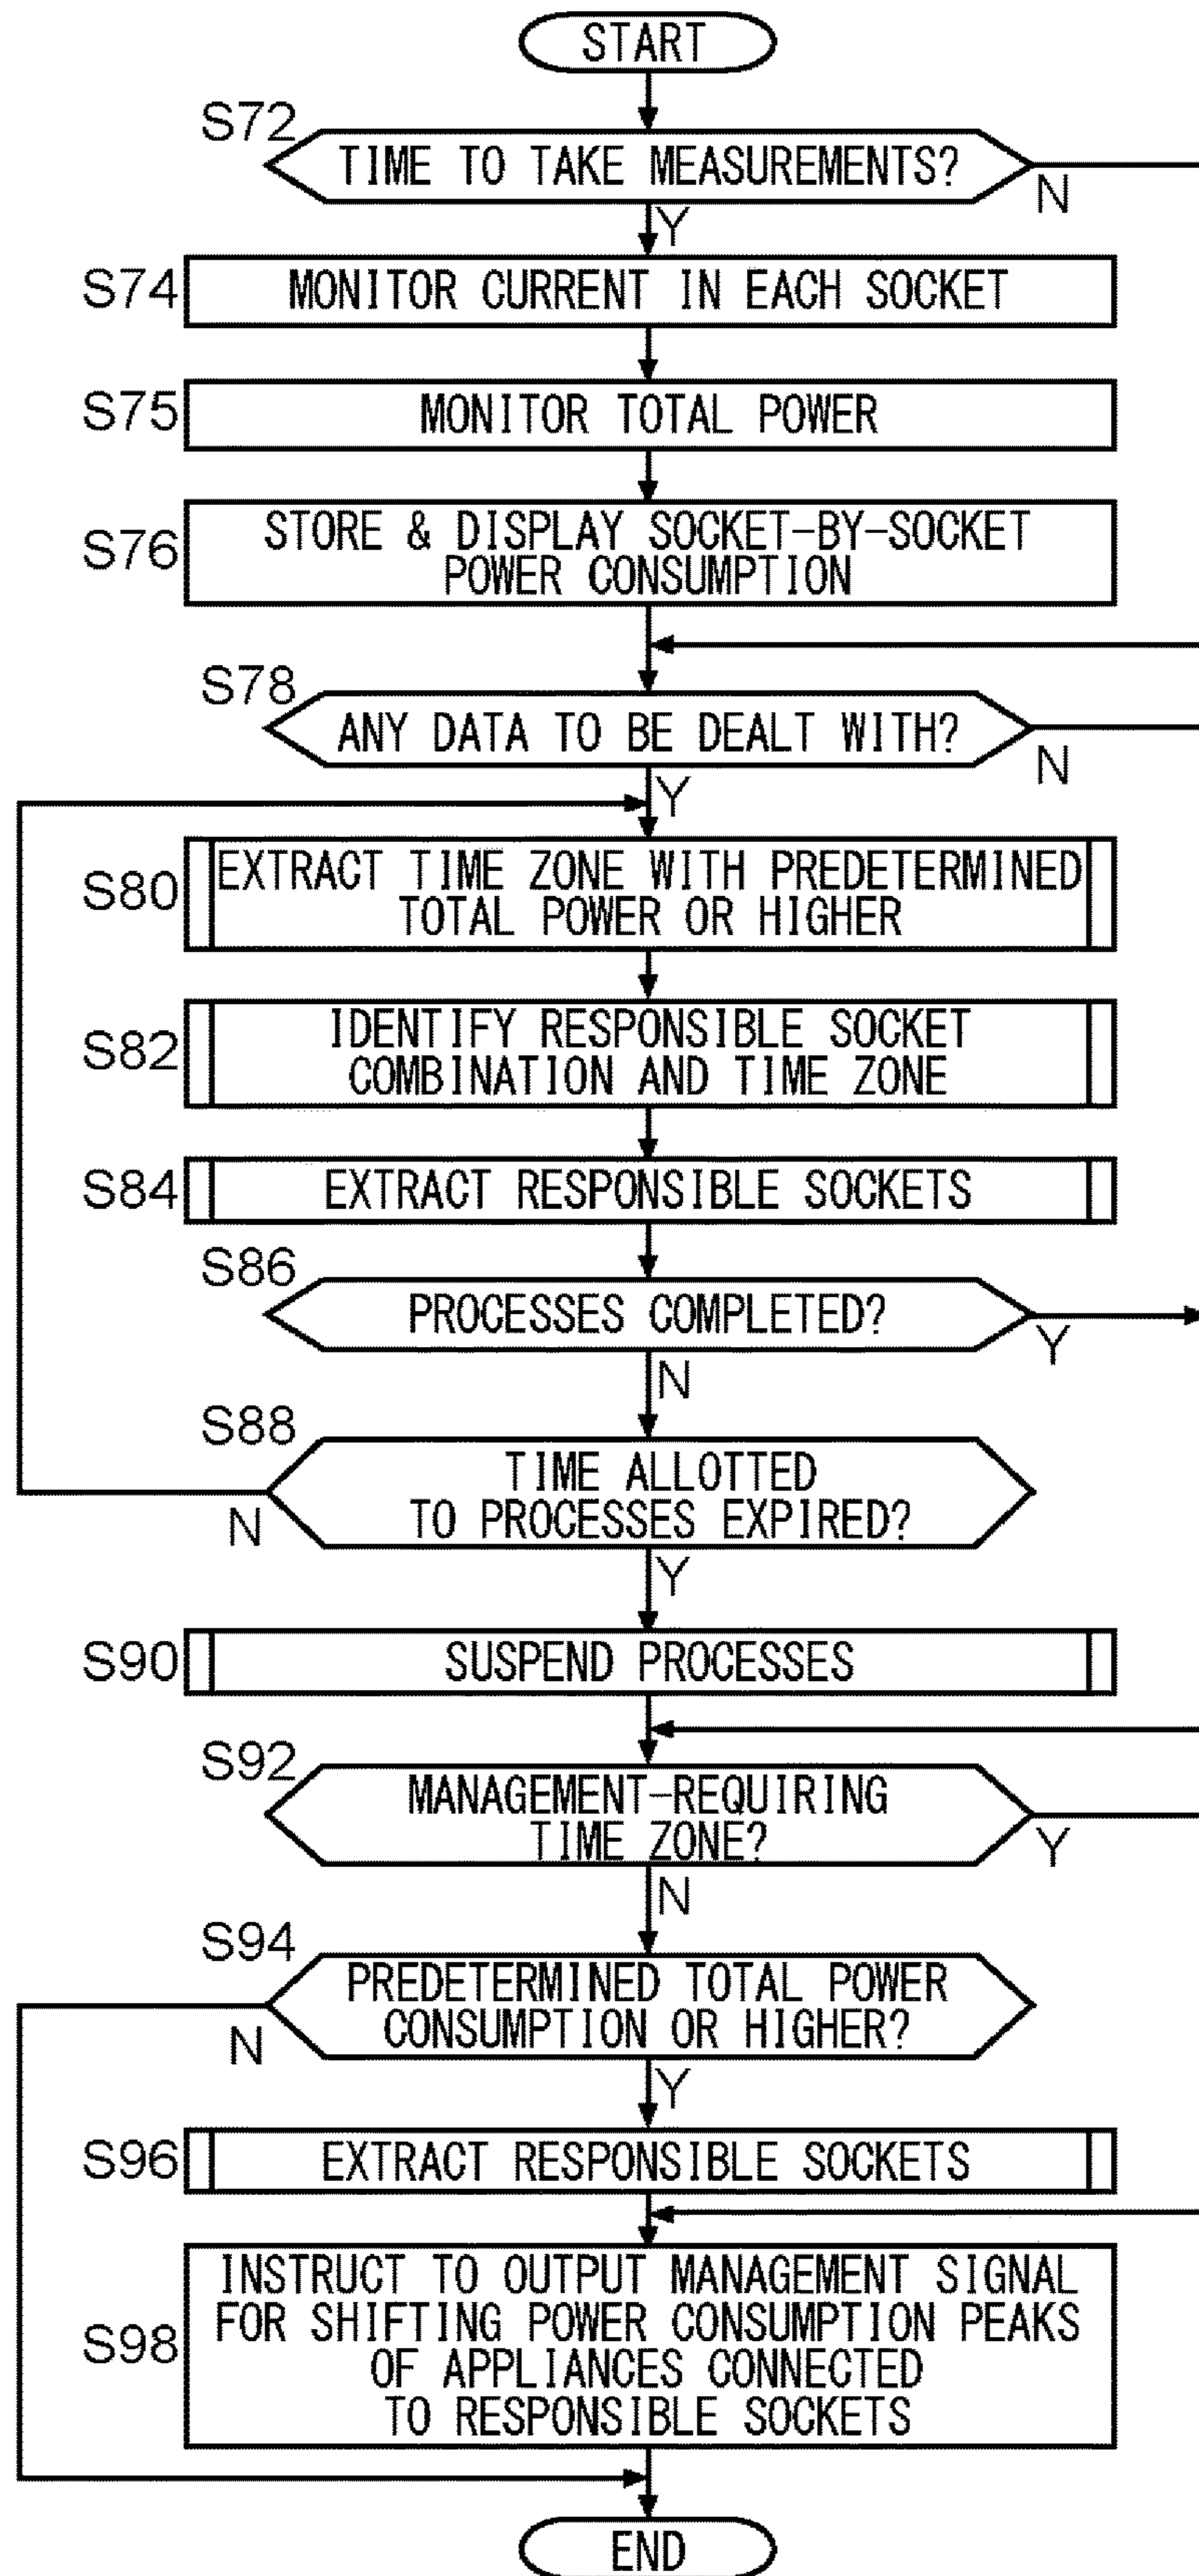 START
S72
TIME TO TAKE MEASUREMENTS?
N
Y
S74
MONITOR CURRENT IN EACH SOCKET
S75
MONITOR TOTAL POWER
S76
STORE & DISPLAY SOCKET-BY-SOCKET
POWER CONSUMPTION
S78
ANY DATA TO BE DEALT WITH?
N
Y
S80
EXTRACT TIME ZONE WITH PREDETERMINED
TOTAL POWER OR HIGHER
S82
IDENTIFY RESPONSIBLE SOCKET
COMBINATION AND TIME ZONE
S84
EXTRACT RESPONSIBLE SOCKETS
S86
PROCESSES COMPLETED?
Y
N
S88
TIME ALLOTTED
TO PROCESSES EXPIRED?
N
Y
S90
SUSPEND PROCESSES
S92
MANAGEMENT-REQUIRING
TIME ZONE?
Y
N
S94
PREDETERMINED TOTAL POWER
CONSUMPTION OR HIGHER?
N
Y
S96
EXTRACT RESPONSIBLE SOCKETS
S98
INSTRUCT TO OUTPUT MANAGEMENT SIGNAL
FOR SHIFTING POWER CONSUMPTION PEAKS
OF APPLIANCES CONNECTED
TO RESPONSIBLE SOCKETS
END